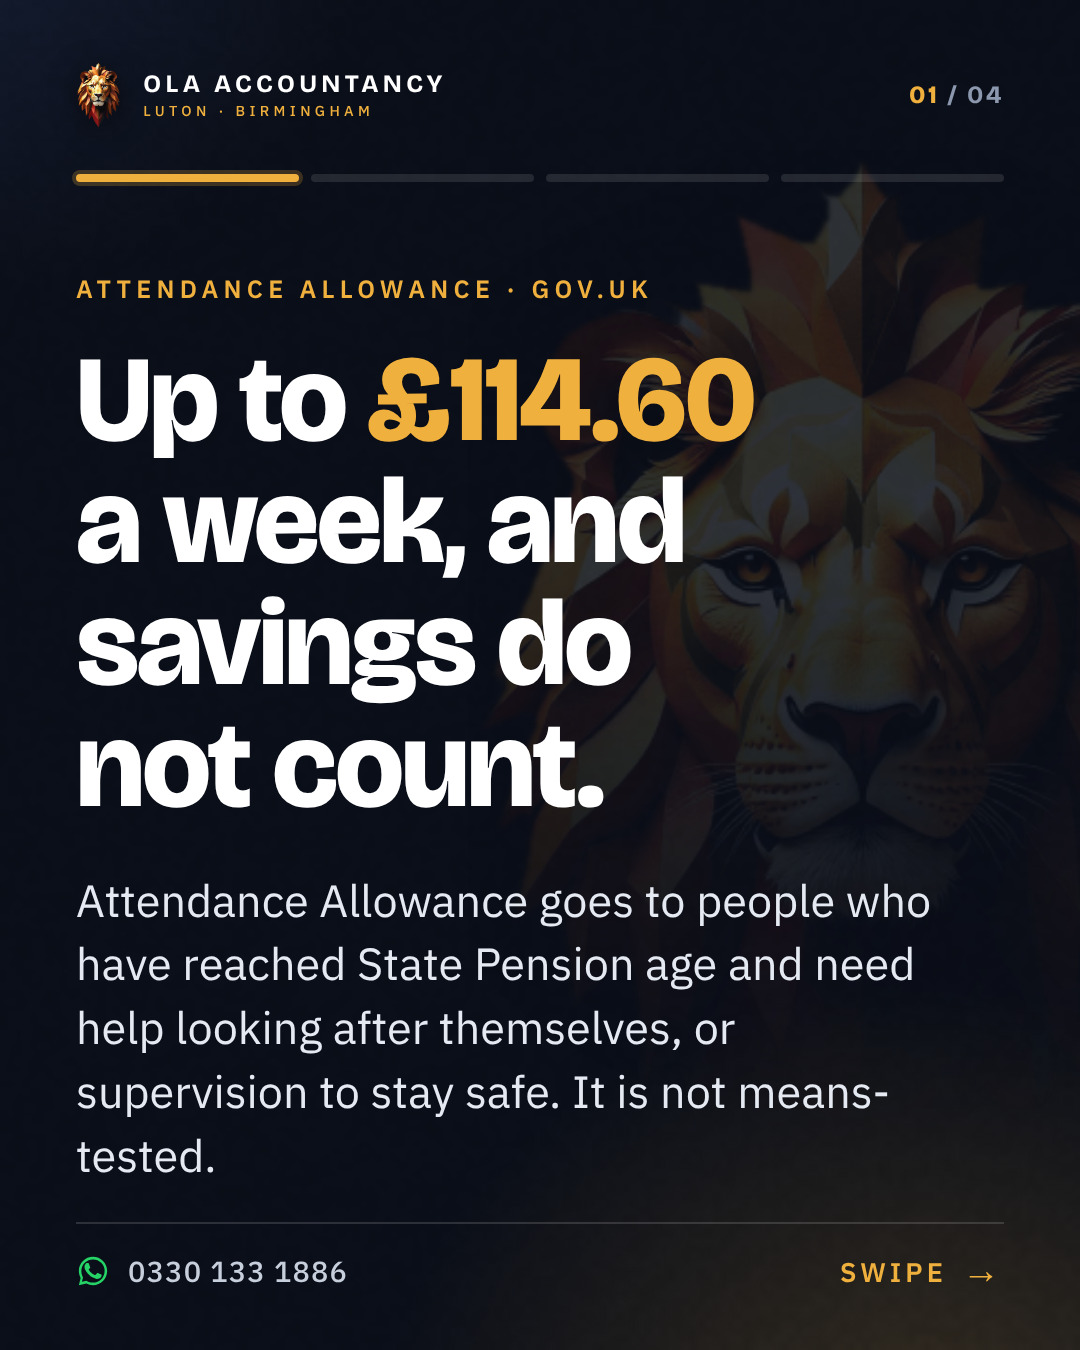 OLA ACCOUNTANCY
LUTON · BIRMINGHAM
01 / 04
ATTENDANCE ALLOWANCE · GOV.UK
Up to £114.60
a week, and
savings do
not count.
Attendance Allowance goes to people who
have reached State Pension age and need
help looking after themselves, or
supervision to stay safe. It is not means-
tested.
0330 133 1886
SWIPE →